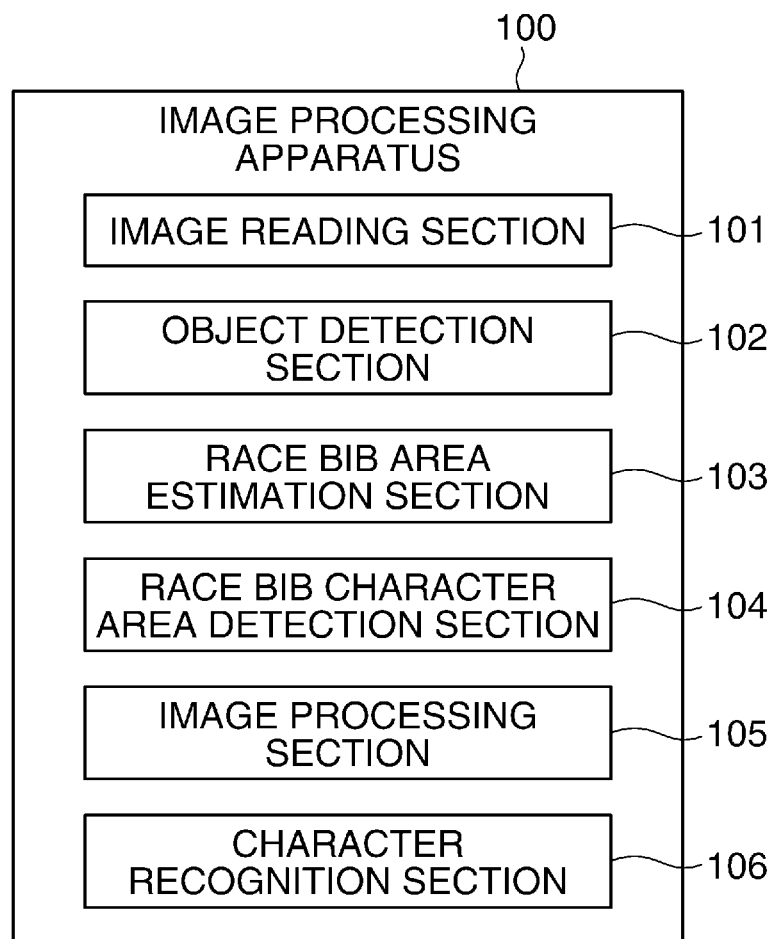 100
IMAGE PROCESSING
APPARATUS
IMAGE READING SECTION
101
OBJECT DETECTION
SECTION
102
RACE BIB AREA
ESTIMATION SECTION
103
RACE BIB CHARACTER
AREA DETECTION SECTION
104
IMAGE PROCESSING
SECTION
105
CHARACTER
RECOGNITION SECTION
106